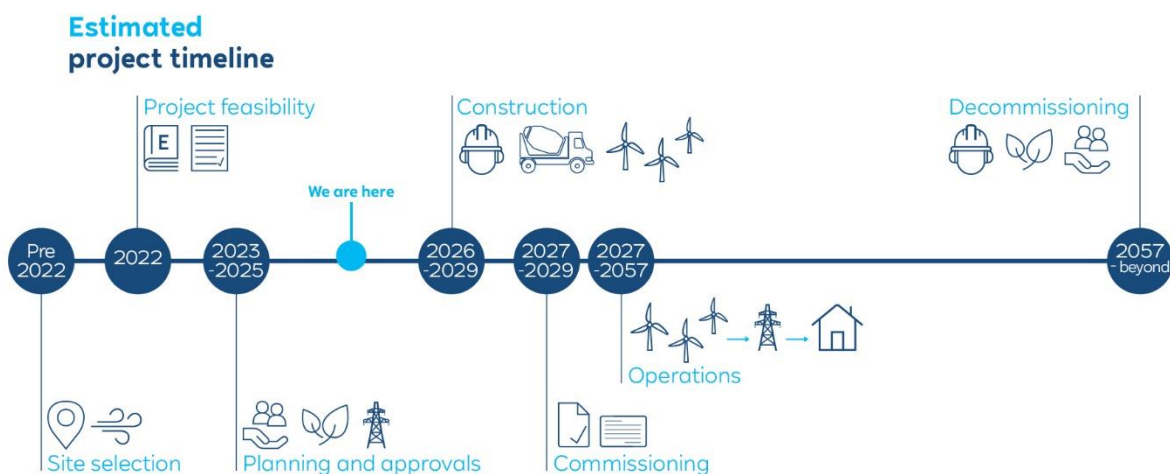 Estimated
project timeline
Project feasibility
E
Construction
Decommissioning
We are here
Pre
2022
2022
2023
-2025
2026
-2029
2027
-2029
2027
-2057
2057
- beyond
Operations
Site selection
Planning and approvals
Commissioning